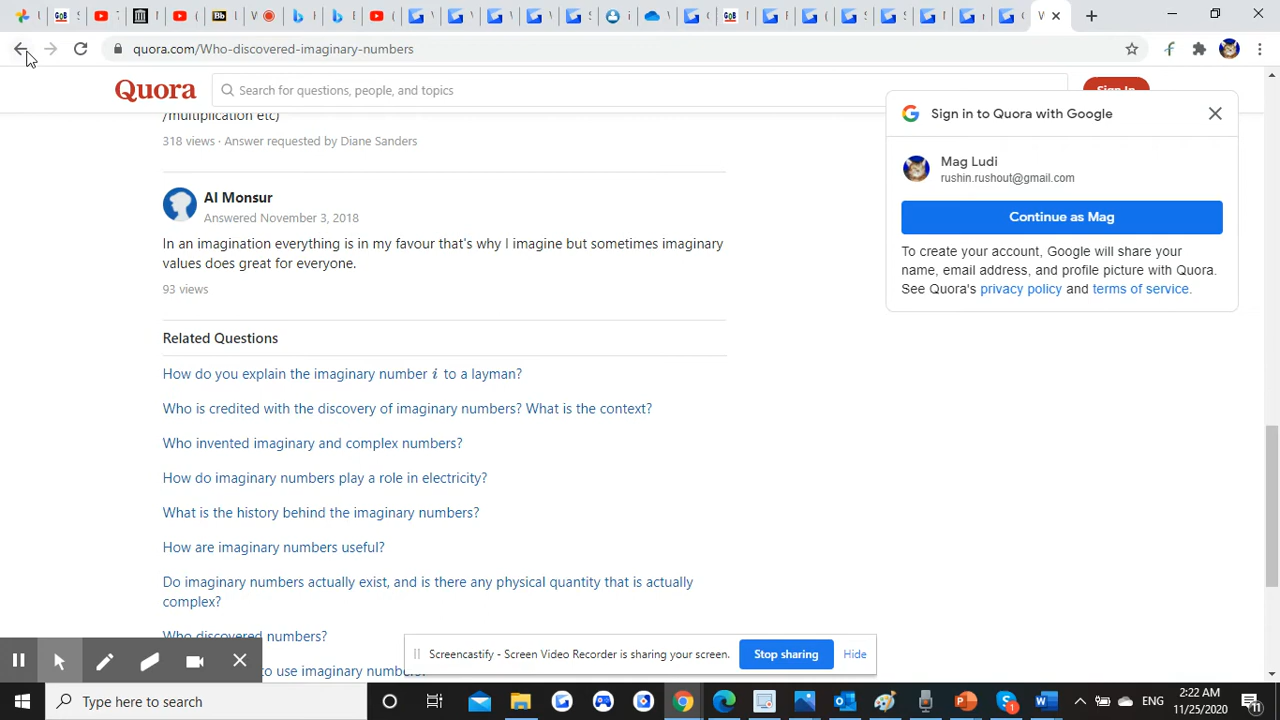 quora.com/Who-discovered-imaginary-numbers
Quora
Search for questions, people, and topics
Sign In
/multiplication etc)
318 views · Answer requested by Diane Sanders
Al Monsur
Answered November 3, 2018
In an imagination everything is in my favour that's why I imagine but sometimes imaginary
values does great for everyone.
93 views
Related Questions
How do you explain the imaginary number i to a layman?
Who is credited with the discovery of imaginary numbers? What is the context?
Who invented imaginary and complex numbers?
How do imaginary numbers play a role in electricity?
What is the history behind the imaginary numbers?
How are imaginary numbers useful?
Do imaginary numbers actually exist, and is there any physical quantity that is actually
complex?
Who discovered numbers?
to use imaginary numbers?
Sign in to Quora with Google
Mag Ludi
rushin.rushout@gmail.com
Continue as Mag
To create your account, Google will share your
name, email address, and profile picture with Quora.
See Quora's privacy policy and terms of service.
Screencastify - Screen Video Recorder is sharing your screen.
Stop sharing
Hide
Type here to search
ENG
2:22 AM
11/25/2020